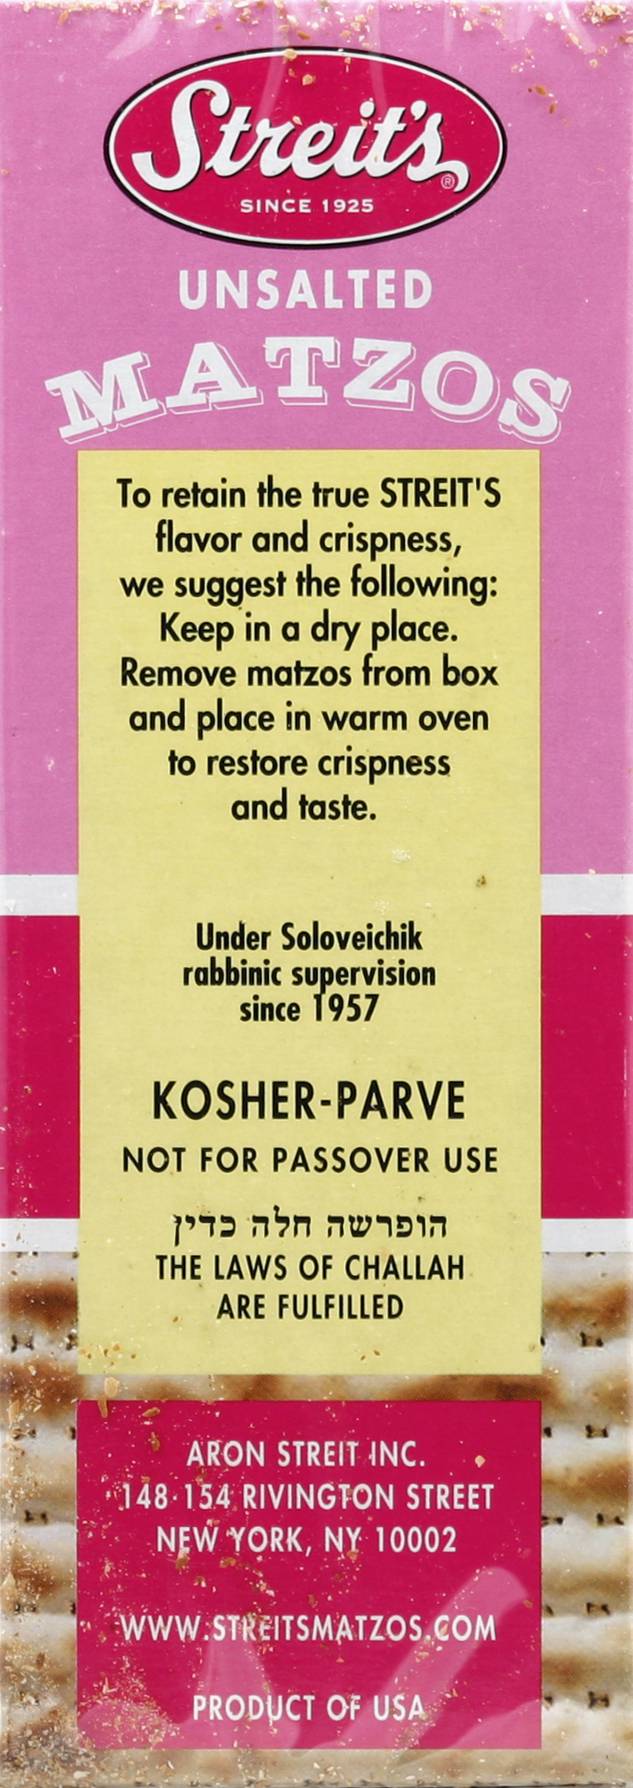 Streit's®
SINCE 1925
UNSALTED
MATZOS
To retain the true STREIT'S
flavor and crispness,
we suggest the following:
Keep in a dry place.
Remove matzos from box
and place in warm oven
to restore crispness
and taste.
Under Soloveichik
rabbinic supervision
since 1957
KOSHER-PARVE
NOT FOR PASSOVER USE
הופרשה חלה כדין
THE LAWS OF CHALLAH
ARE FULFILLED
ARON STREIT INC.
148-154 RIVINGTON STREET
NEW YORK, NY 10002
WWW.STREITSMATZOS.COM
PRODUCT OF USA